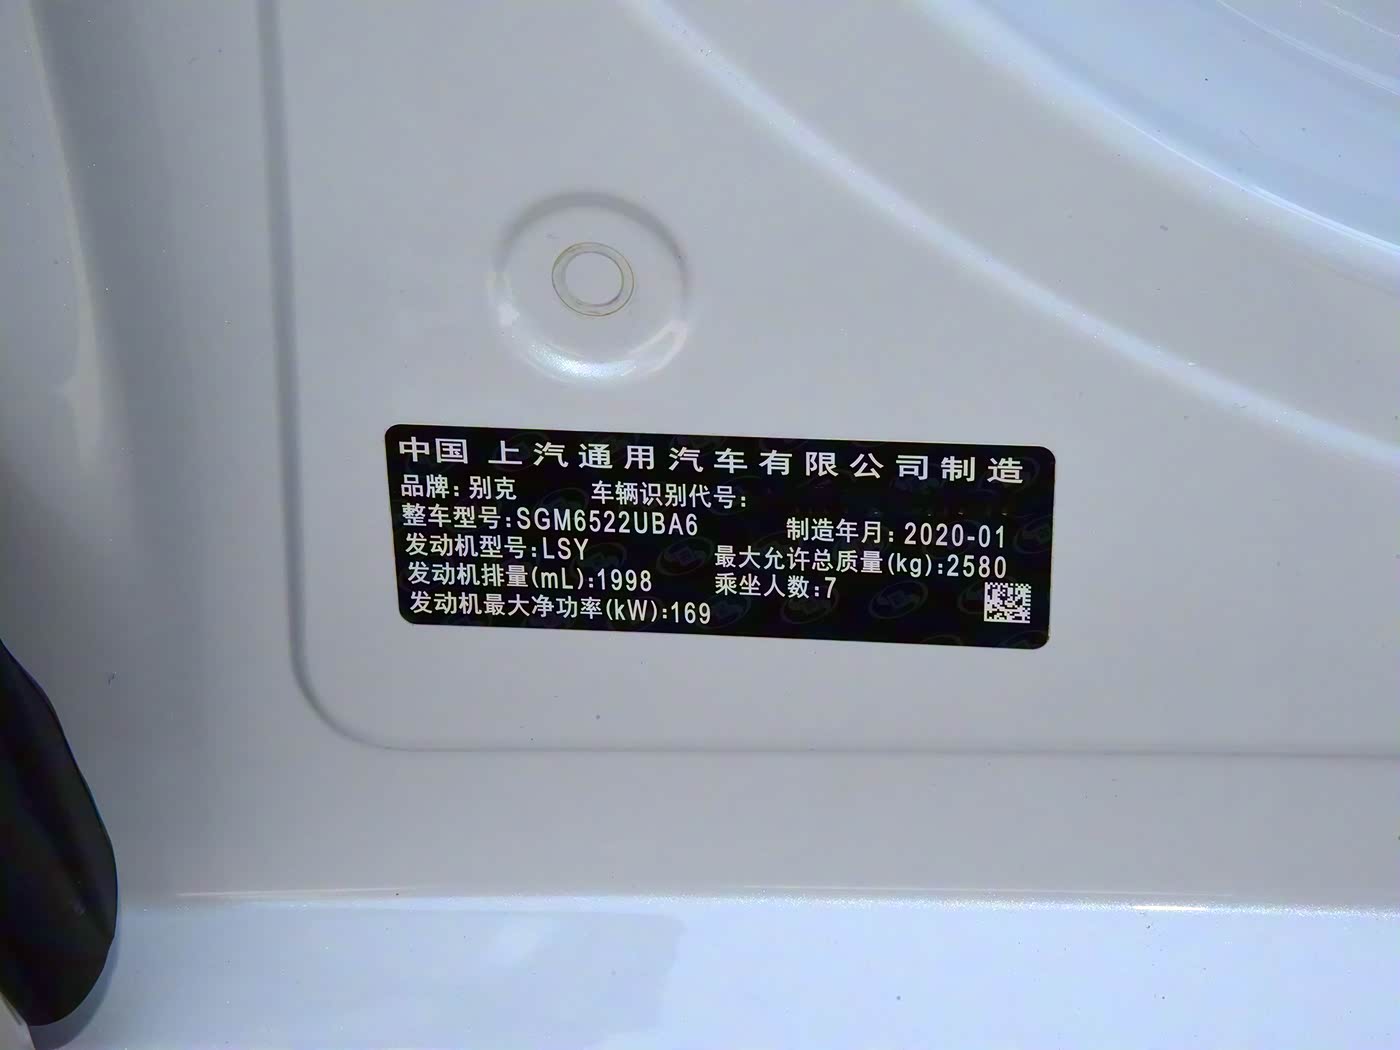 中国 上汽通用汽车有限公司制造
品牌:别克 车辆识别代号:
整车型号:SGM6522UBA6 制造年月:2020-01
发动机型号:LSY 最大允许总质量(kg):2580
发动机排量(mL):1998 乘坐人数:7
发动机最大净功率(kW):169